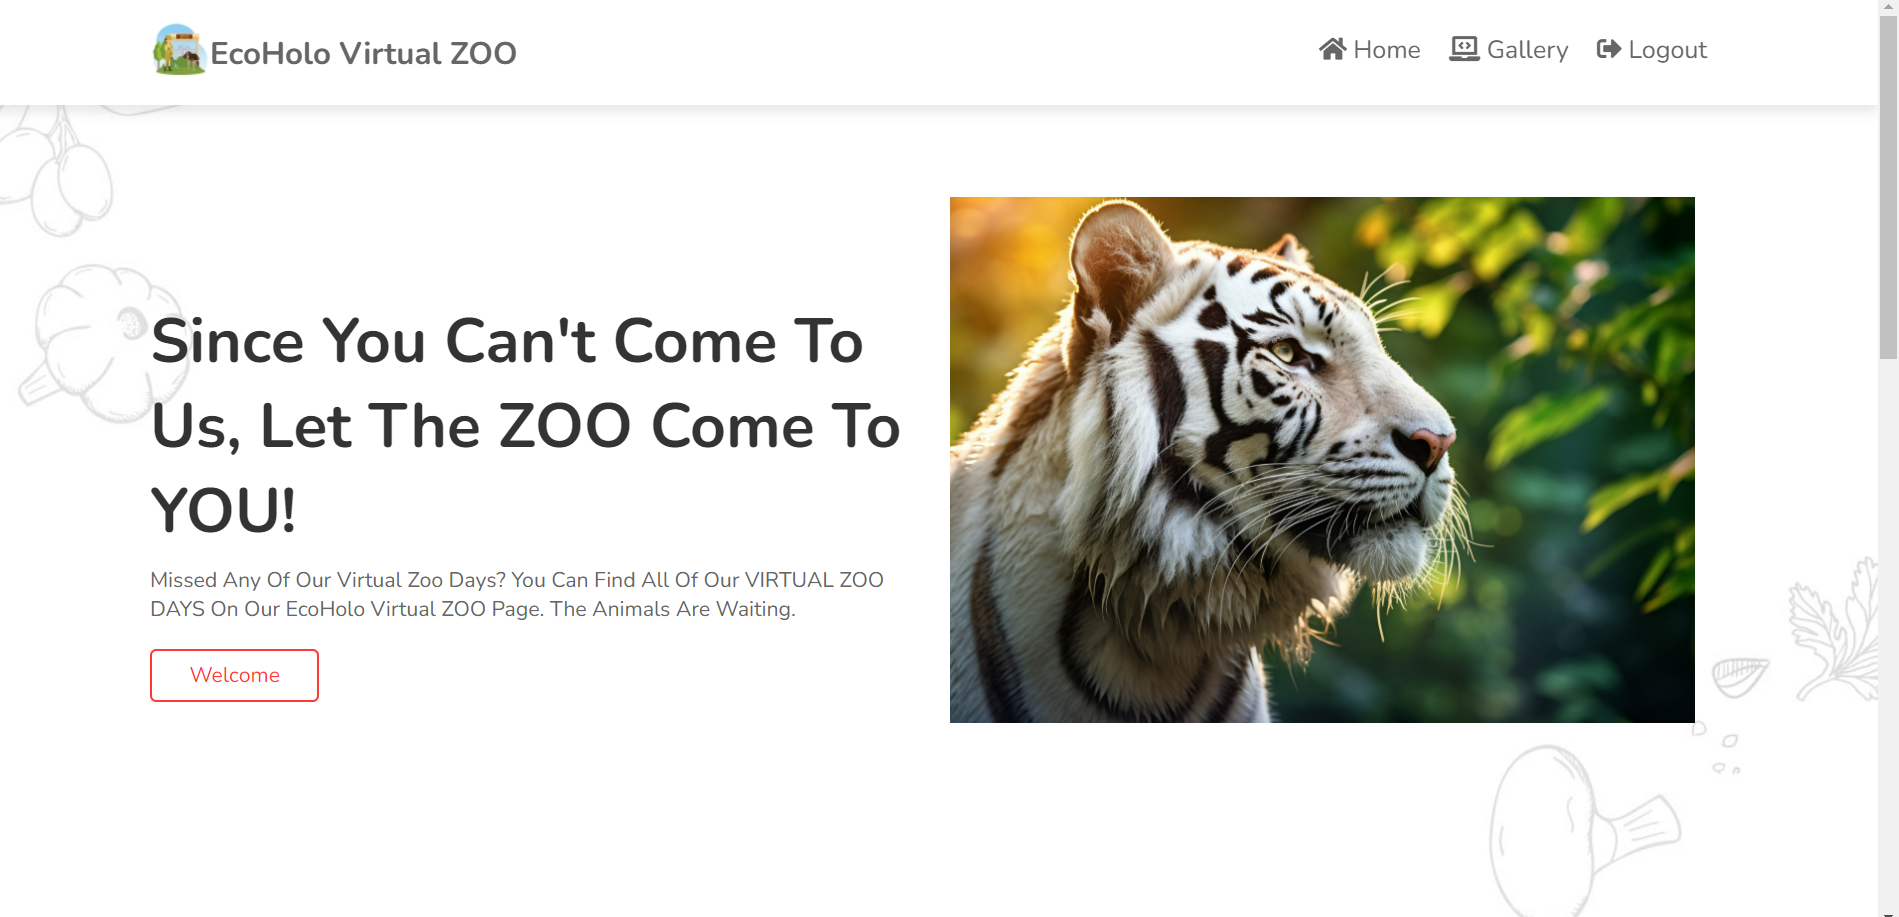 EcoHolo Virtual ZOO
Home
Gallery
Logout
Since You Can't Come To
Us, Let The ZOO Come To
YOU!
Missed Any Of Our Virtual Zoo Days? You Can Find All Of Our VIRTUAL ZOO
DAYS On Our EcoHolo Virtual ZOO Page. The Animals Are Waiting.
Welcome